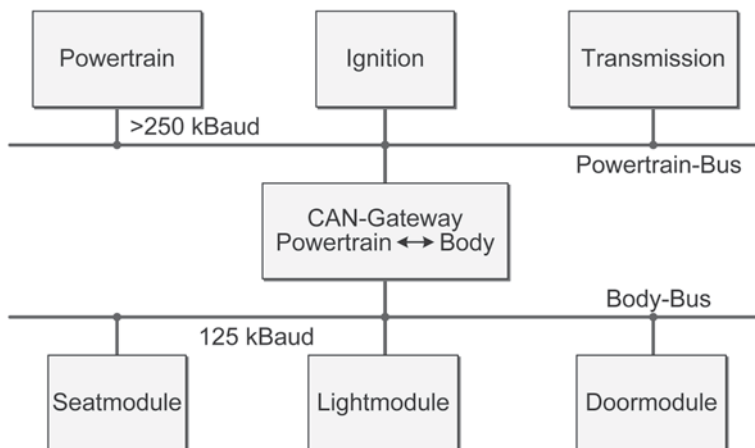 Powertrain
Ignition
Transmission
>250 kBaud
Powertrain-Bus
CAN-Gateway
Powertrain ↔ Body
Body-Bus
125 kBaud
Seatmodule
Lightmodule
Doormodule